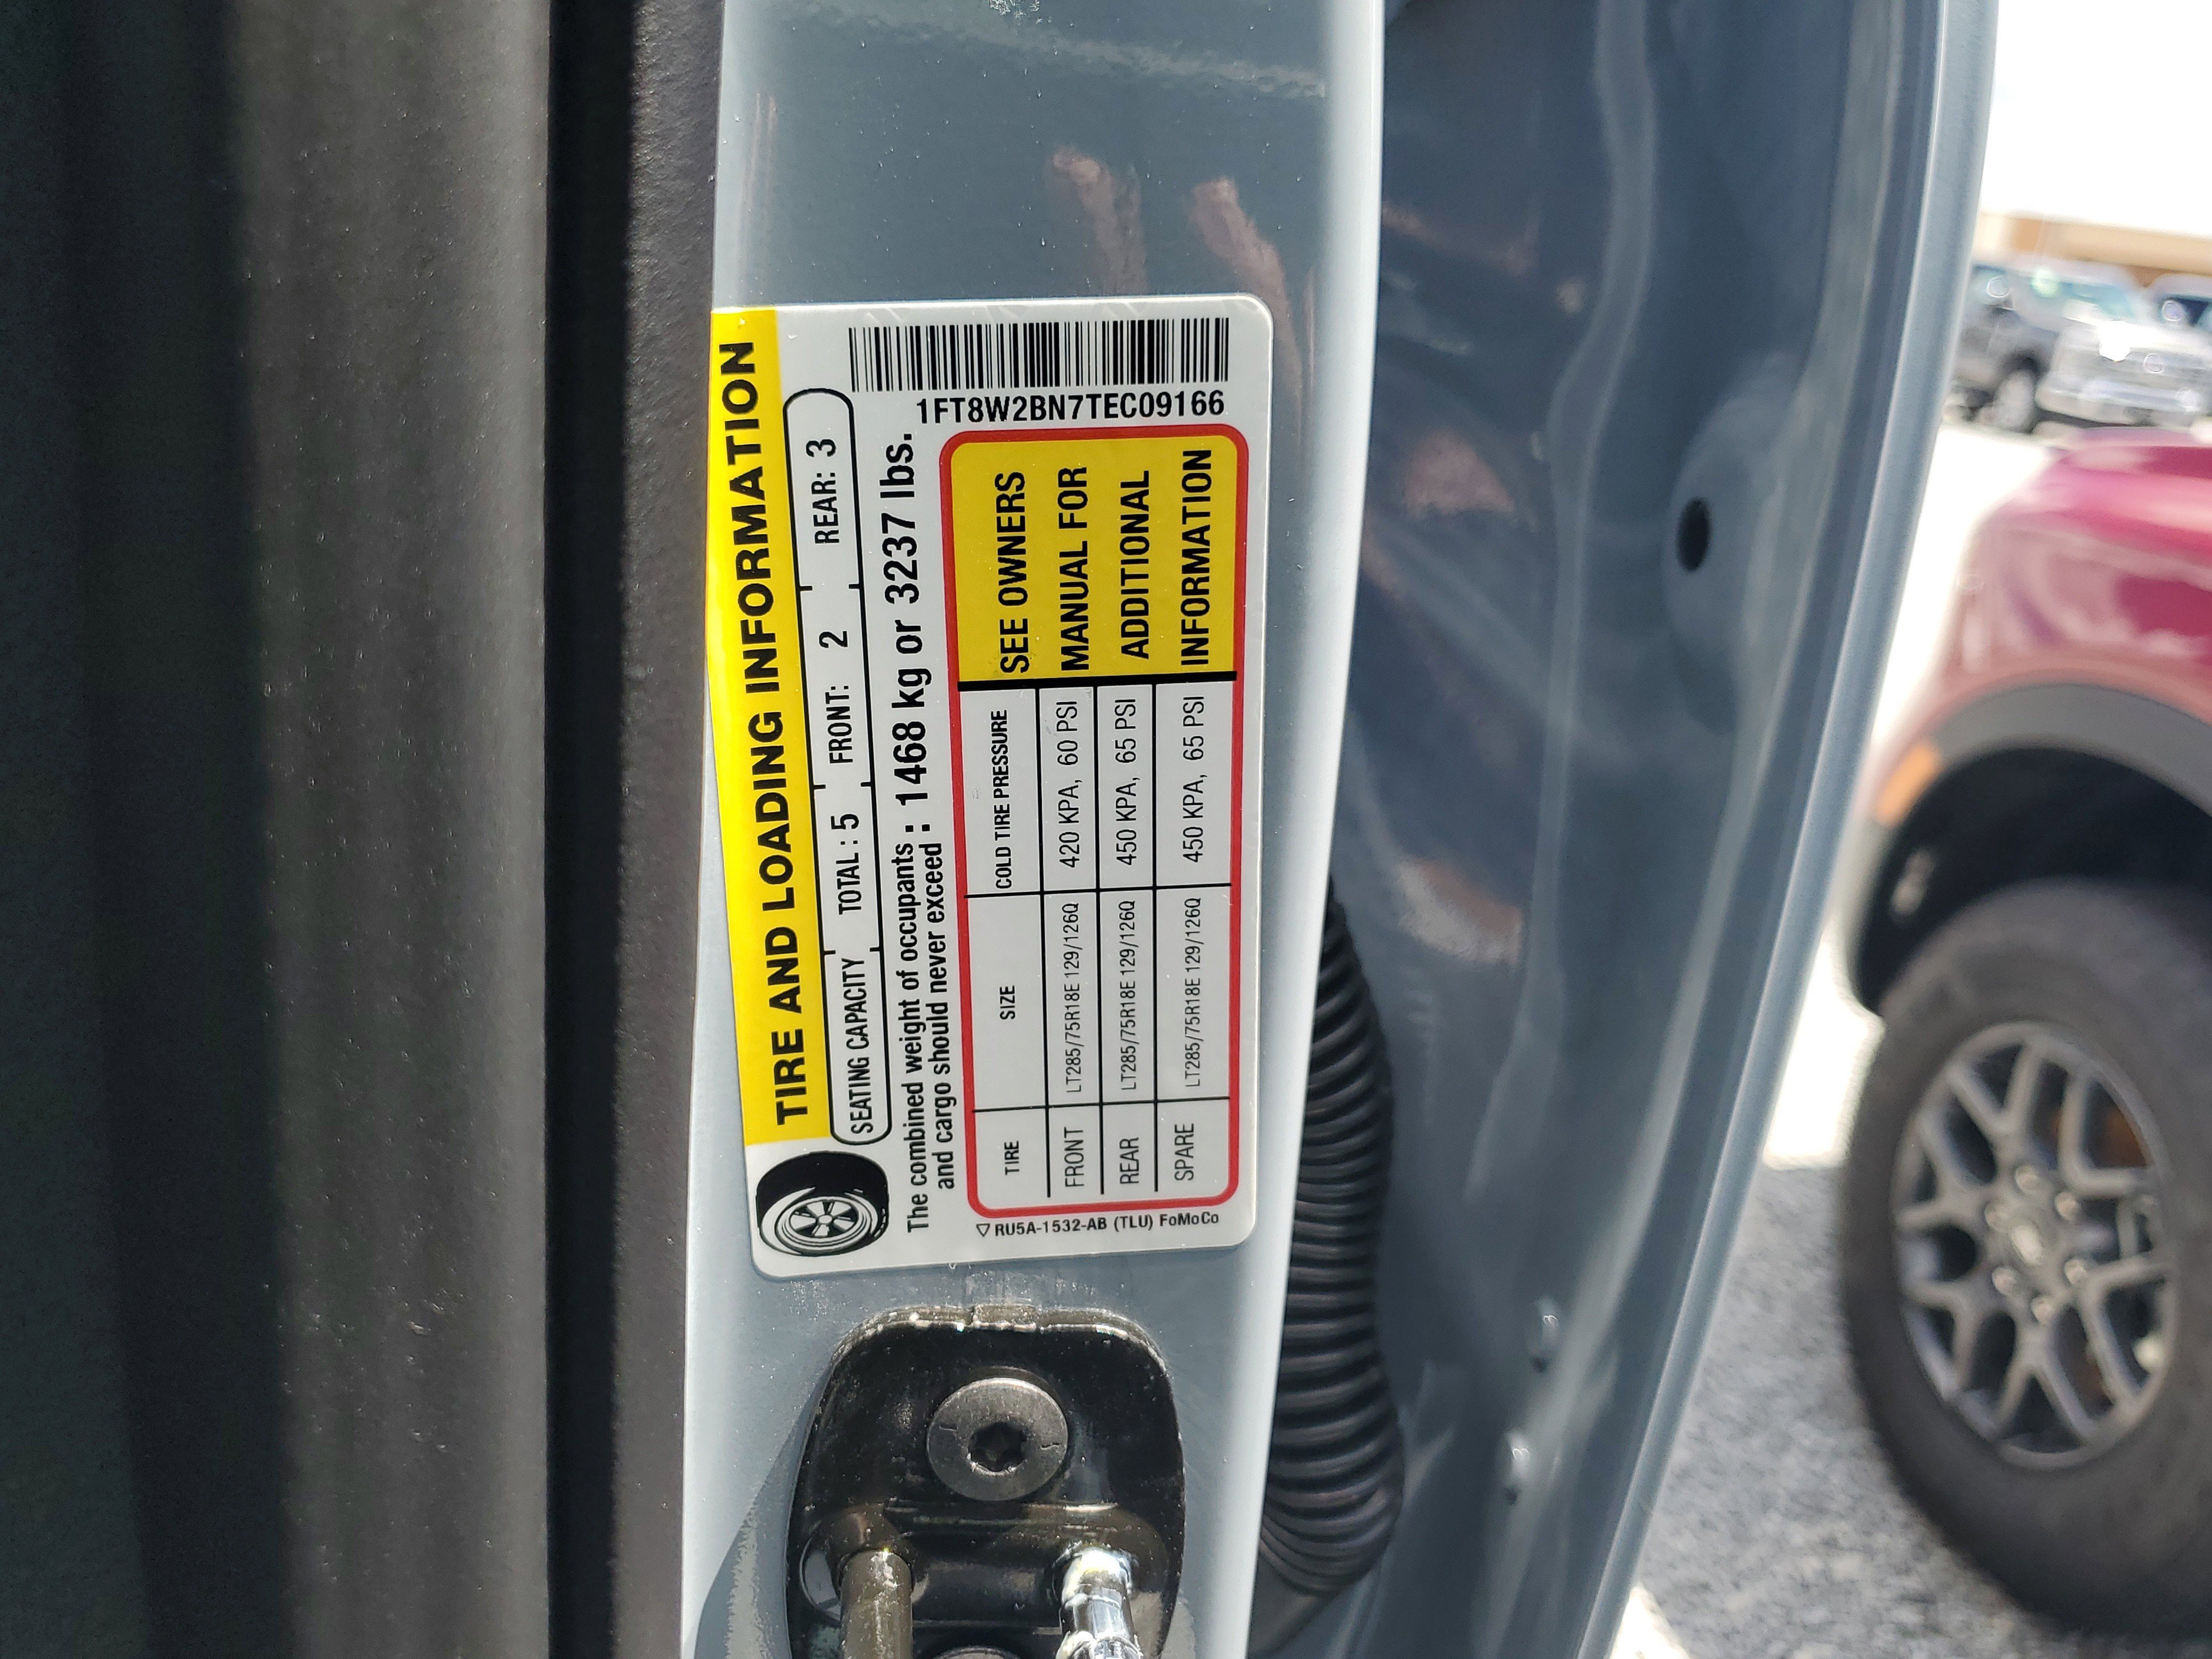 TIRE AND LOADING INFORMATION
SEATING CAPACITY TOTAL : 5 FRONT: 2 REAR: 3
The combined weight of occupants : 1468 kg or 3237 lbs.
and cargo should never exceed :
1FT8W2BN7TEC09166
TIRE SIZE COLD TIRE PRESSURE
FRONT LT285/75R18E 129/126Q 420 KPA, 60 PSI
REAR LT285/75R18E 129/126Q 450 KPA, 65 PSI
SPARE LT285/75R18E 129/126Q 450 KPA, 65 PSI
SEE OWNERS
MANUAL FOR
ADDITIONAL
INFORMATION
RU5A-1532-AB (TLU) FoMoCo